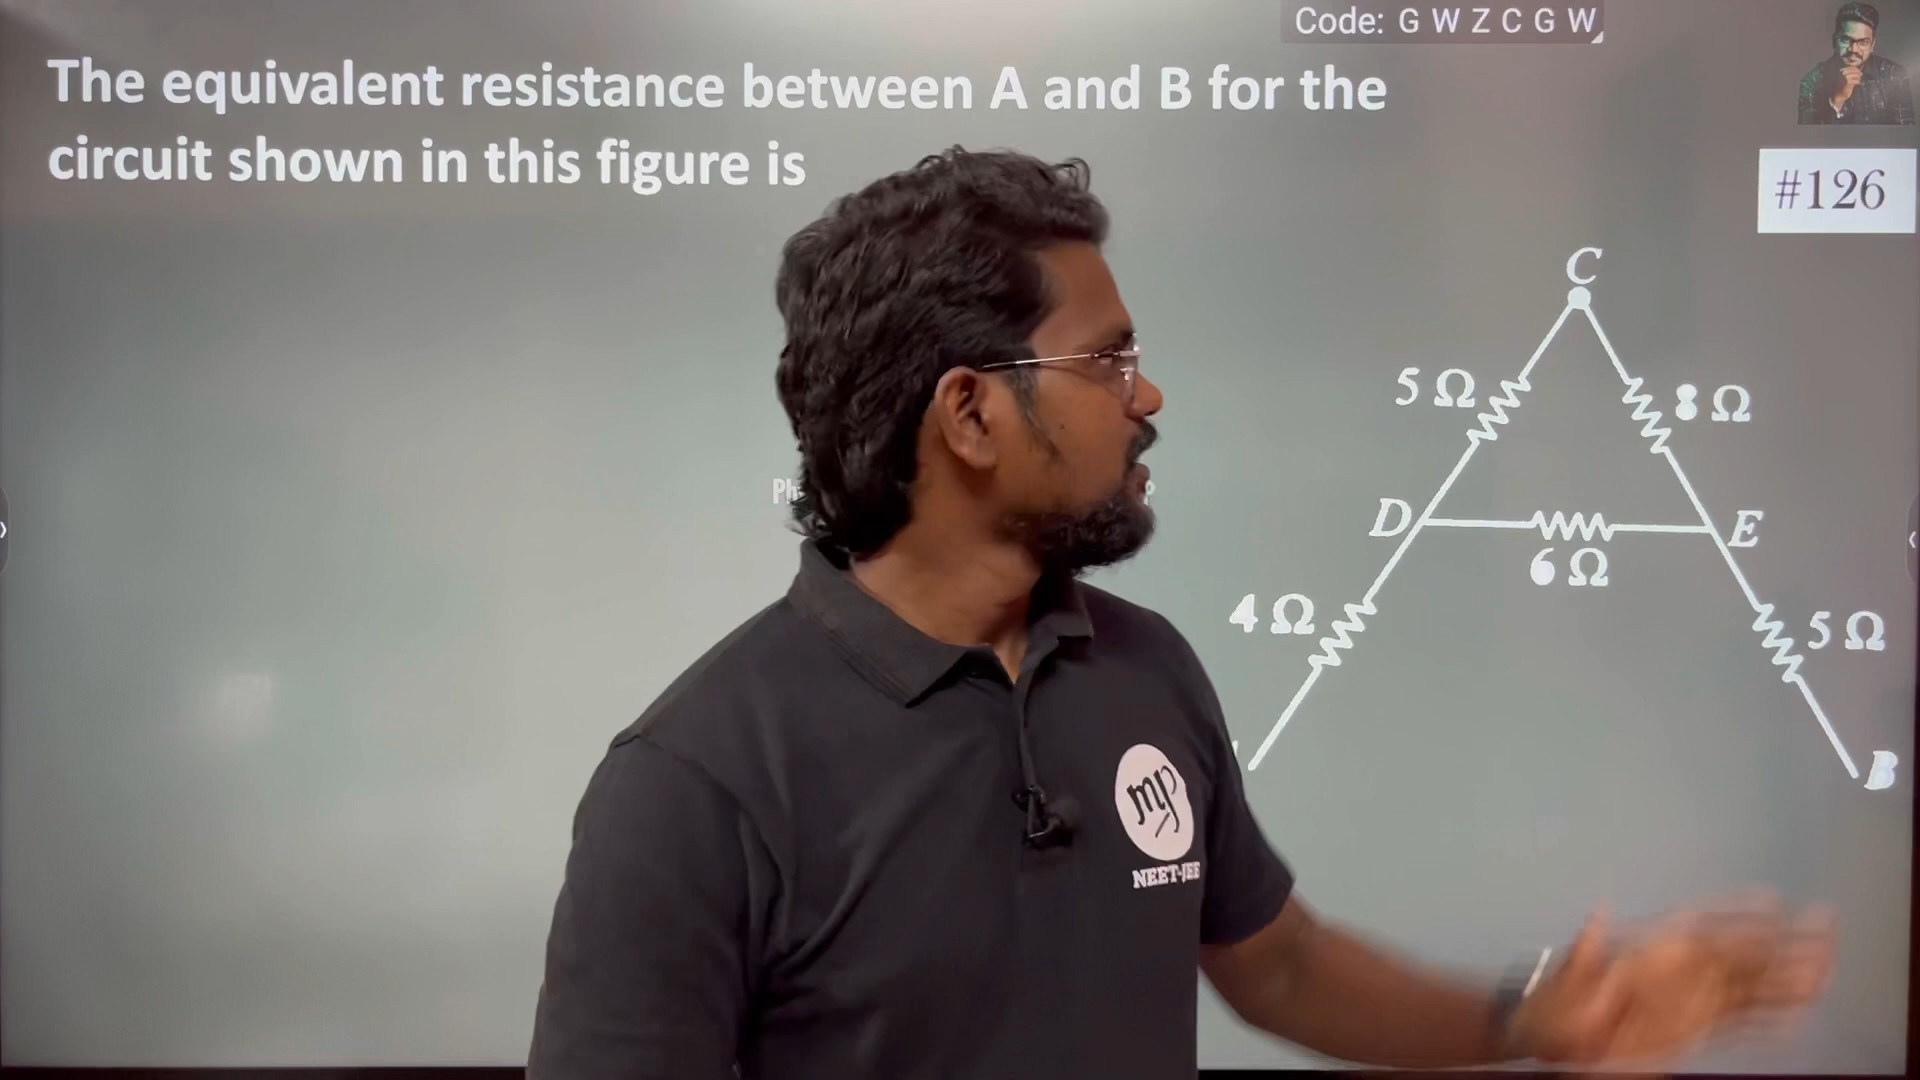 Code: G W Z C G W
The equivalent resistance between A and B for the
circuit shown in this figure is
#126
C
5 Ω
8 Ω
D
E
6 Ω
4 Ω
5 Ω
B
mp
NEET-JEE